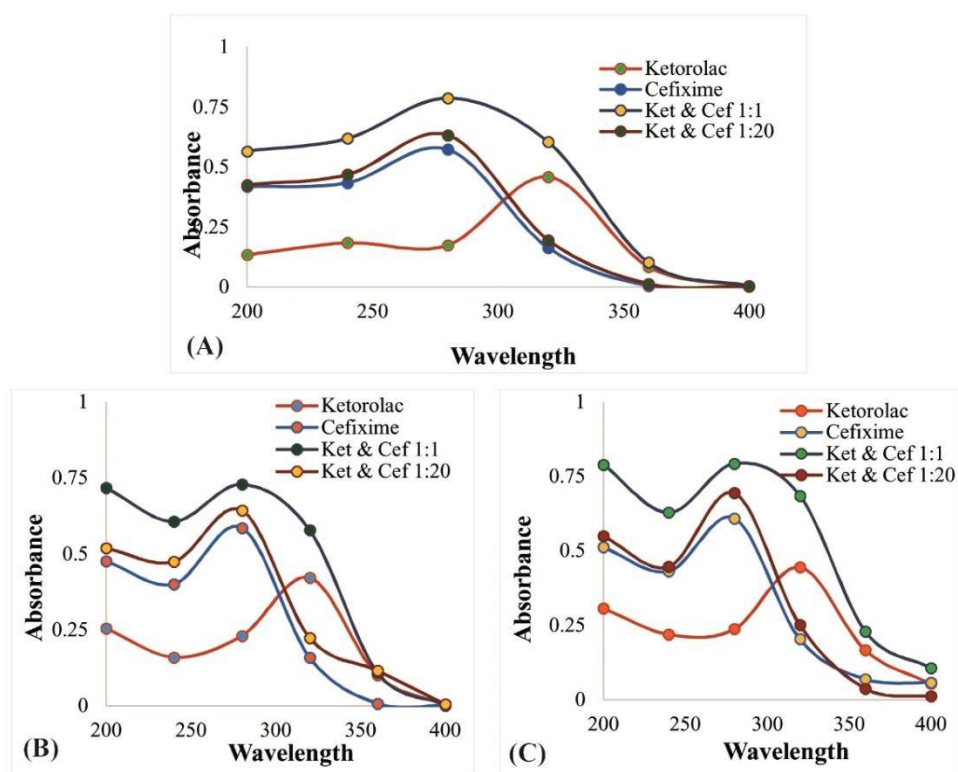 1
Ketorolac
Cefixime
0.75
Ket & Cef 1:1
Ket & Cef 1:20
0.5
Absorbance
0.25
0
200 250 300 350 400
(A)
Wavelength
1
Ketorolac
Cefixime
Ket & Cef 1:1
Ket & Cef 1:20
0.75
0.5
Absorbance
0.25
0
200 250 300 350 400
(B)
Wavelength
1
Ketorolac
Cefixime
Ket & Cef 1:1
Ket & Cef 1:20
0.75
0.5
Absorbance
0.25
0
200 250 300 350 400
(C)
Wavelength